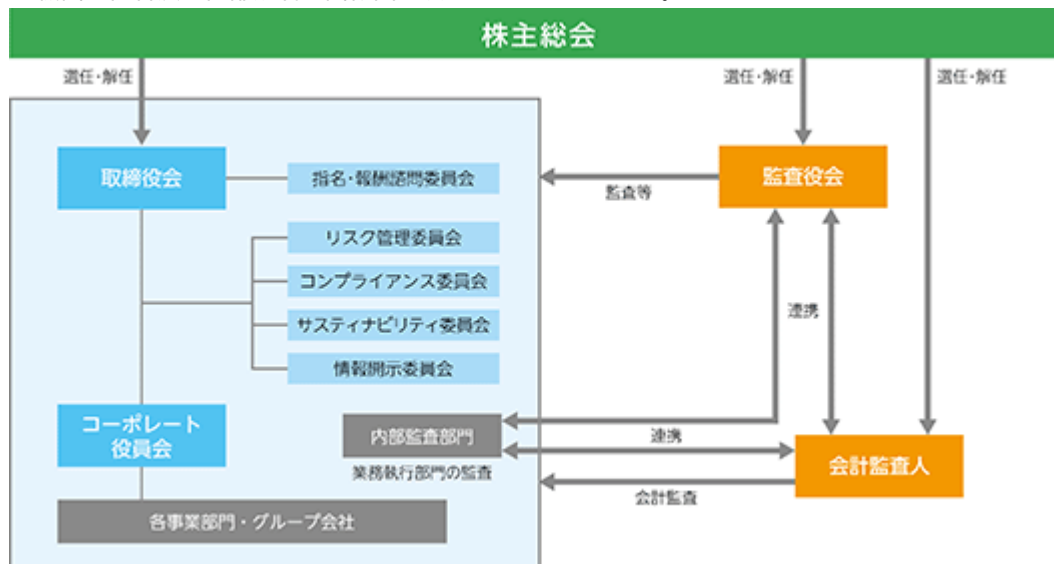 株主総会
選任・解任
選任・解任
選任・解任
取締役会
指名・報酬諮問委員会
監査役会
監査等
リスク管理委員会
コンプライアンス委員会
サスティナビリティ委員会
情報開示委員会
連携
コーポレート
役員会
内部監査部門
業務執行部門の監査
連携
会計監査人
会計監査
各事業部門・グループ会社